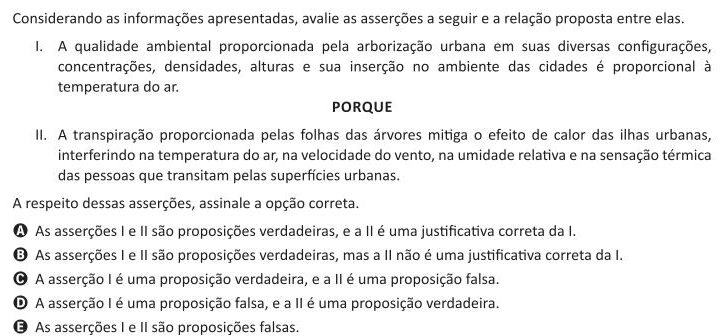 Considerando as informações apresentadas, avalie as asserções a seguir e a relação proposta entre elas.
I. A qualidade ambiental proporcionada pela arborização urbana em suas diversas configurações,
concentrações, densidades, alturas e sua inserção no ambiente das cidades é proporcional à
temperatura do ar.
PORQUE
II. A transpiração proporcionada pelas folhas das árvores mitiga o efeito de calor das ilhas urbanas,
interferindo na temperatura do ar, na velocidade do vento, na umidade relativa e na sensação térmica
das pessoas que transitam pelas superfícies urbanas.
A respeito dessas asserções, assinale a opção correta.
A As asserções I e II são proposições verdadeiras, e a II é uma justificativa correta da I.
B As asserções I e II são proposições verdadeiras, mas a II não é uma justificativa correta da I.
C A asserção I é uma proposição verdadeira, e a II é uma proposição falsa.
D A asserção I é uma proposição falsa, e a II é uma proposição verdadeira.
E As asserções I e II são proposições falsas.